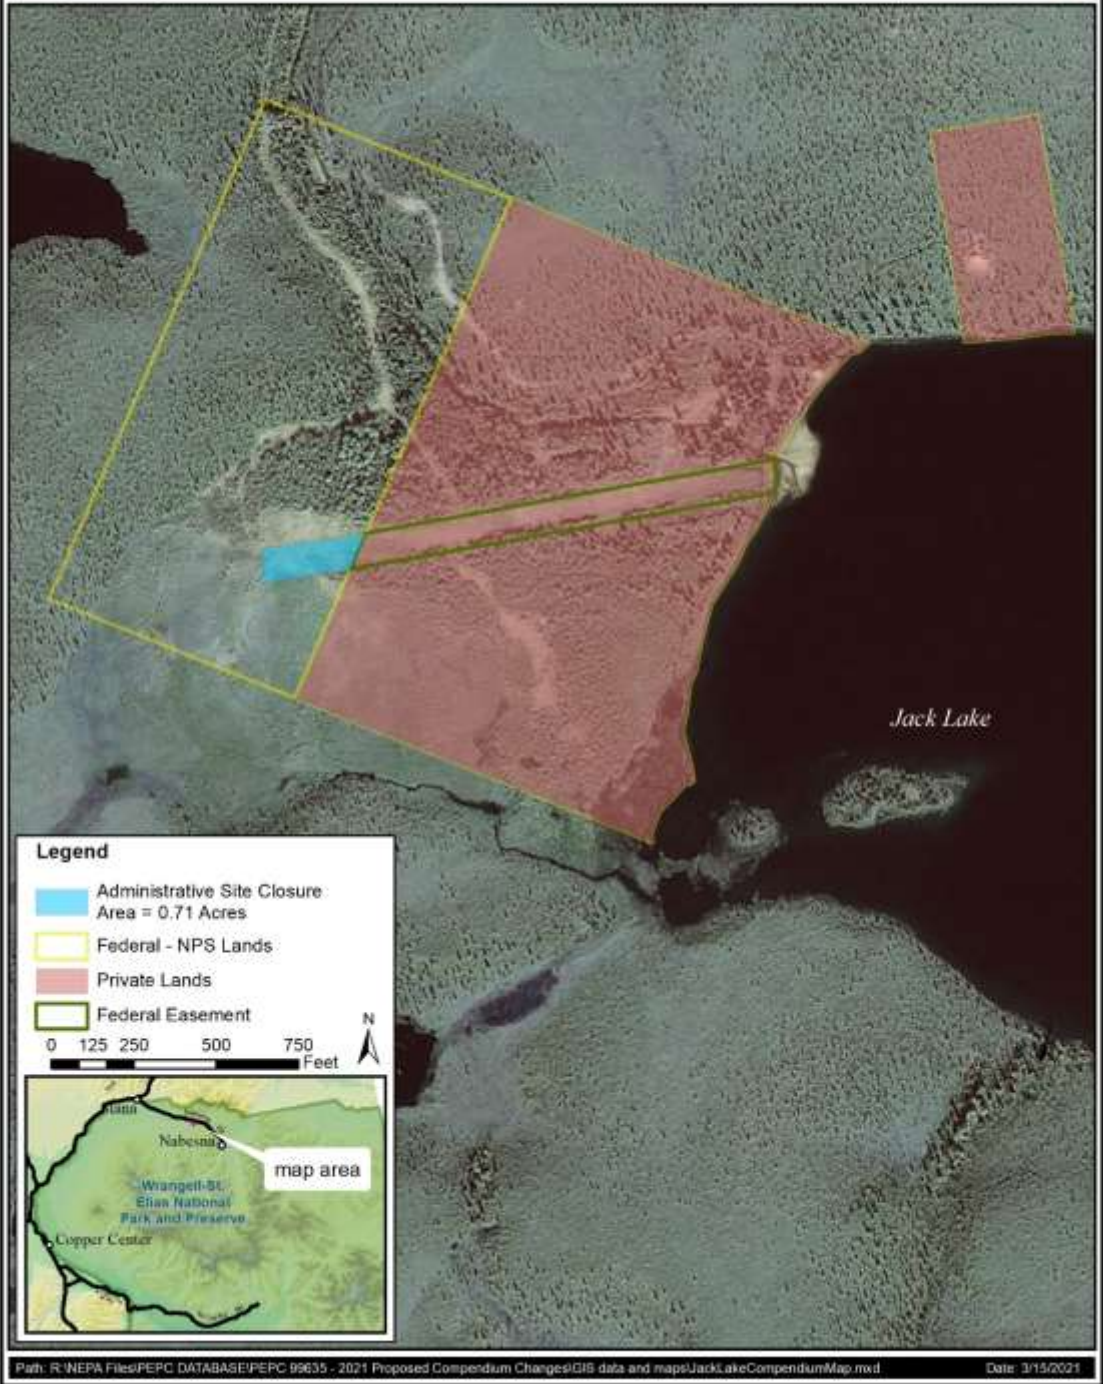 Jack Lake
Legend
Administrative Site Closure
Area = 0.71 Acres
Federal - NPS Lands
Private Lands
Federal Easement
N
0 125 250 500 750
Feet
Nabesna
map area
Wrangell-St.
Elias National
Park and Preserve
Copper Center
Path: R:\NEPA Files\PEPC DATABASE\PEPC 99635 - 2021 Proposed Compendium Changes\GIS data and maps\JackLakeCompendiumMap.mxd
Date: 3/15/2021